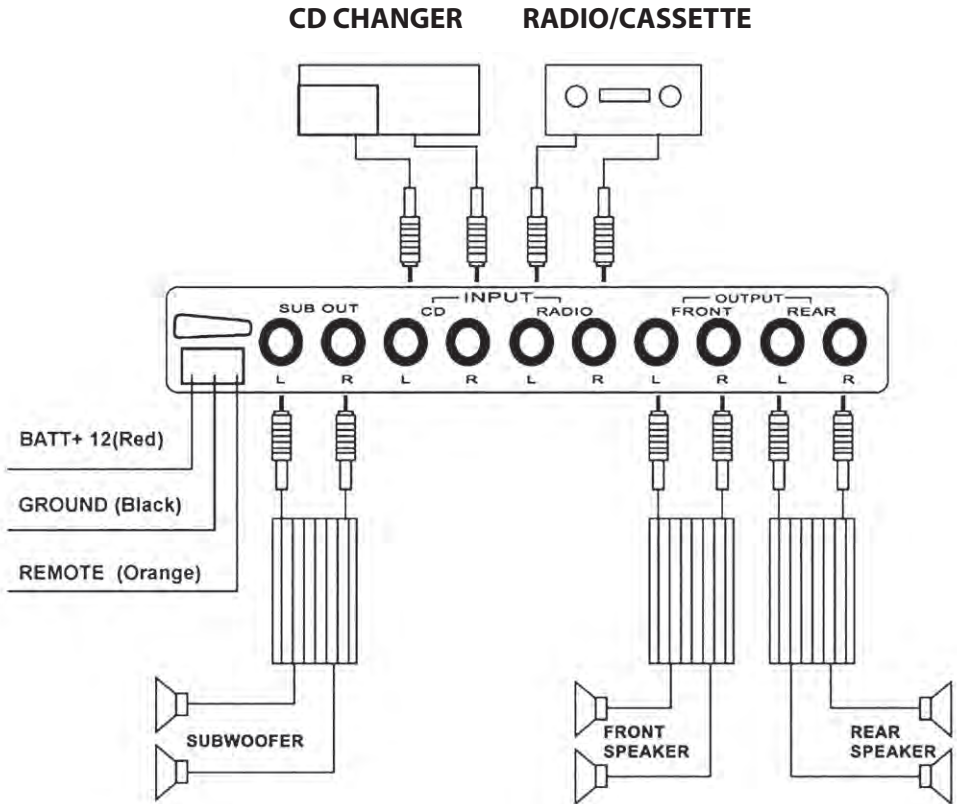 CD CHANGER RADIO/CASSETTE
INPUT OUTPUT
SUB OUT CD RADIO FRONT REAR
L R L R L R L R L R
BATT+ 12(Red)
GROUND (Black)
REMOTE (Orange)
SUBWOOFER
FRONT
SPEAKER
REAR
SPEAKER